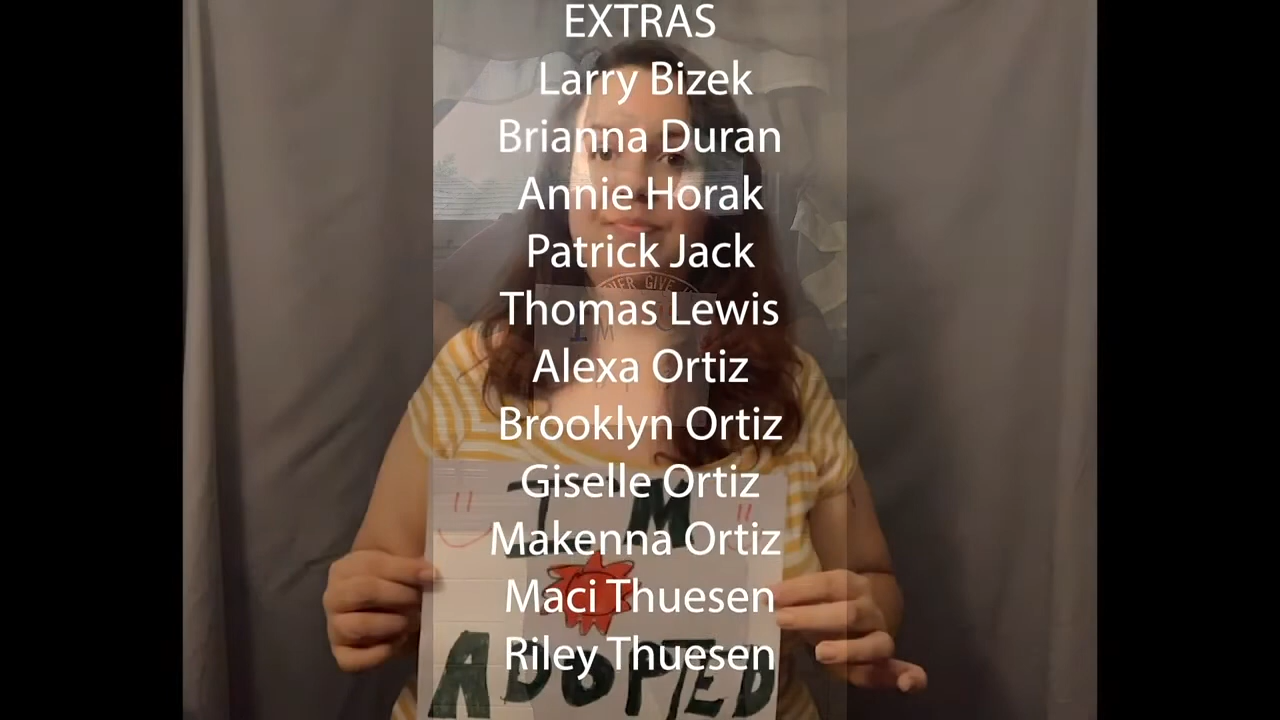 EXTRAS
Larry Bizek
Brianna Duran
Annie Horak
Patrick Jack
Thomas Lewis
Alexa Ortiz
Brooklyn Ortiz
Giselle Ortiz
Makenna Ortiz
Maci Thuesen
Riley Thuesen
GIVE
I'M
I'M
ADOPTED